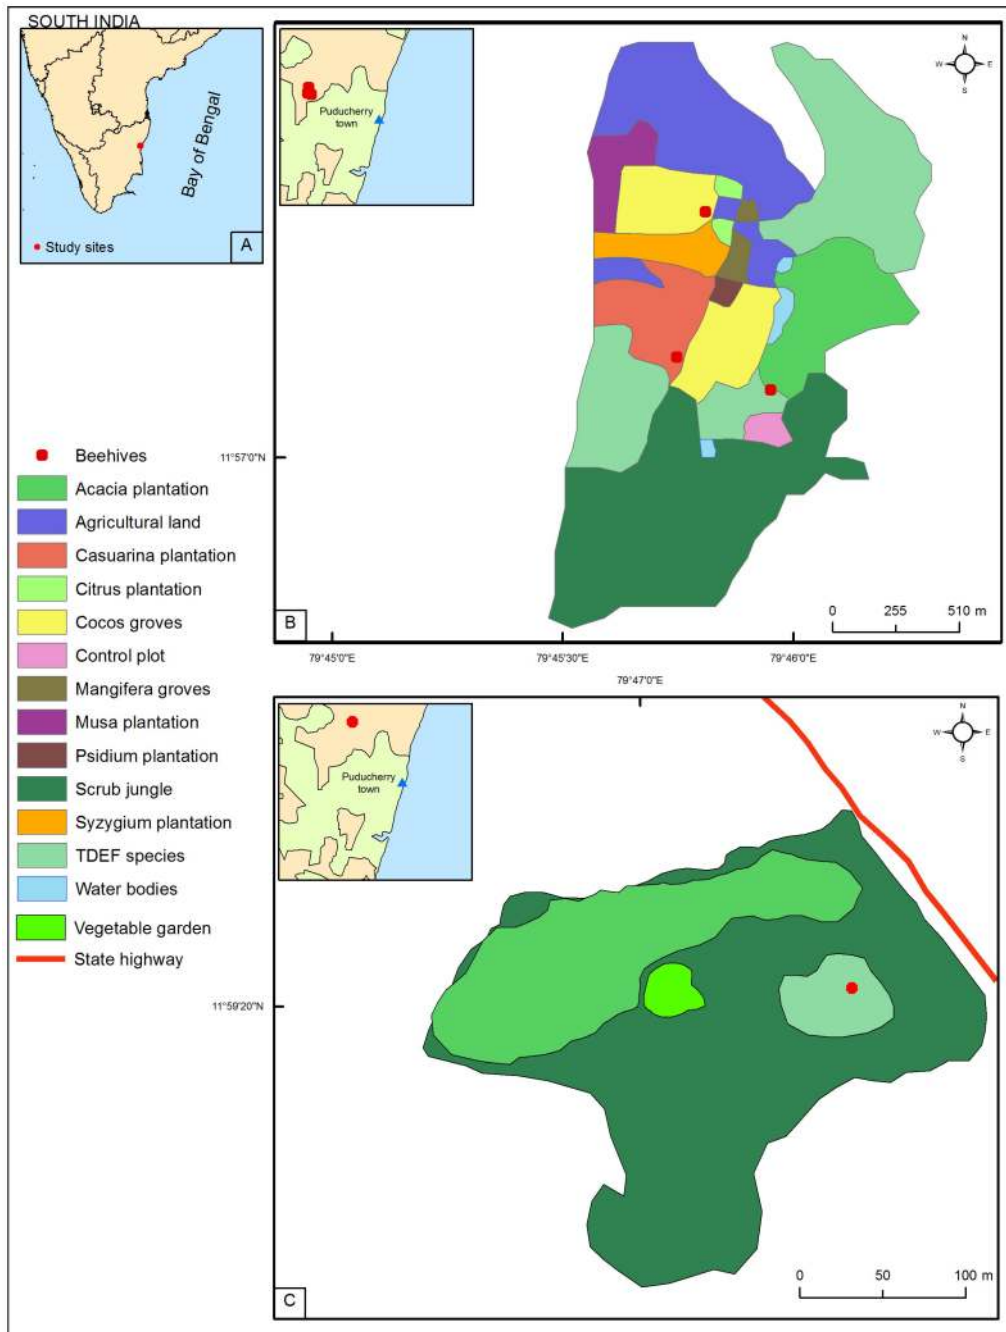 SOUTH INDIA
Bay of Bengal
Study sites
A
Puducherry
town
N
W E
S
Beehives
Acacia plantation
Agricultural land
Casuarina plantation
Citrus plantation
Cocos groves
Control plot
Mangifera groves
Musa plantation
Psidium plantation
Scrub jungle
Syzygium plantation
TDEF species
Water bodies
Vegetable garden
State highway
11°57'0"N
B
0 255 510 m
79°45'0"E 79°45'30"E 79°46'0"E
79°47'0"E
Puducherry
town
N
W E
S
11°59'20"N
0 50 100 m
C